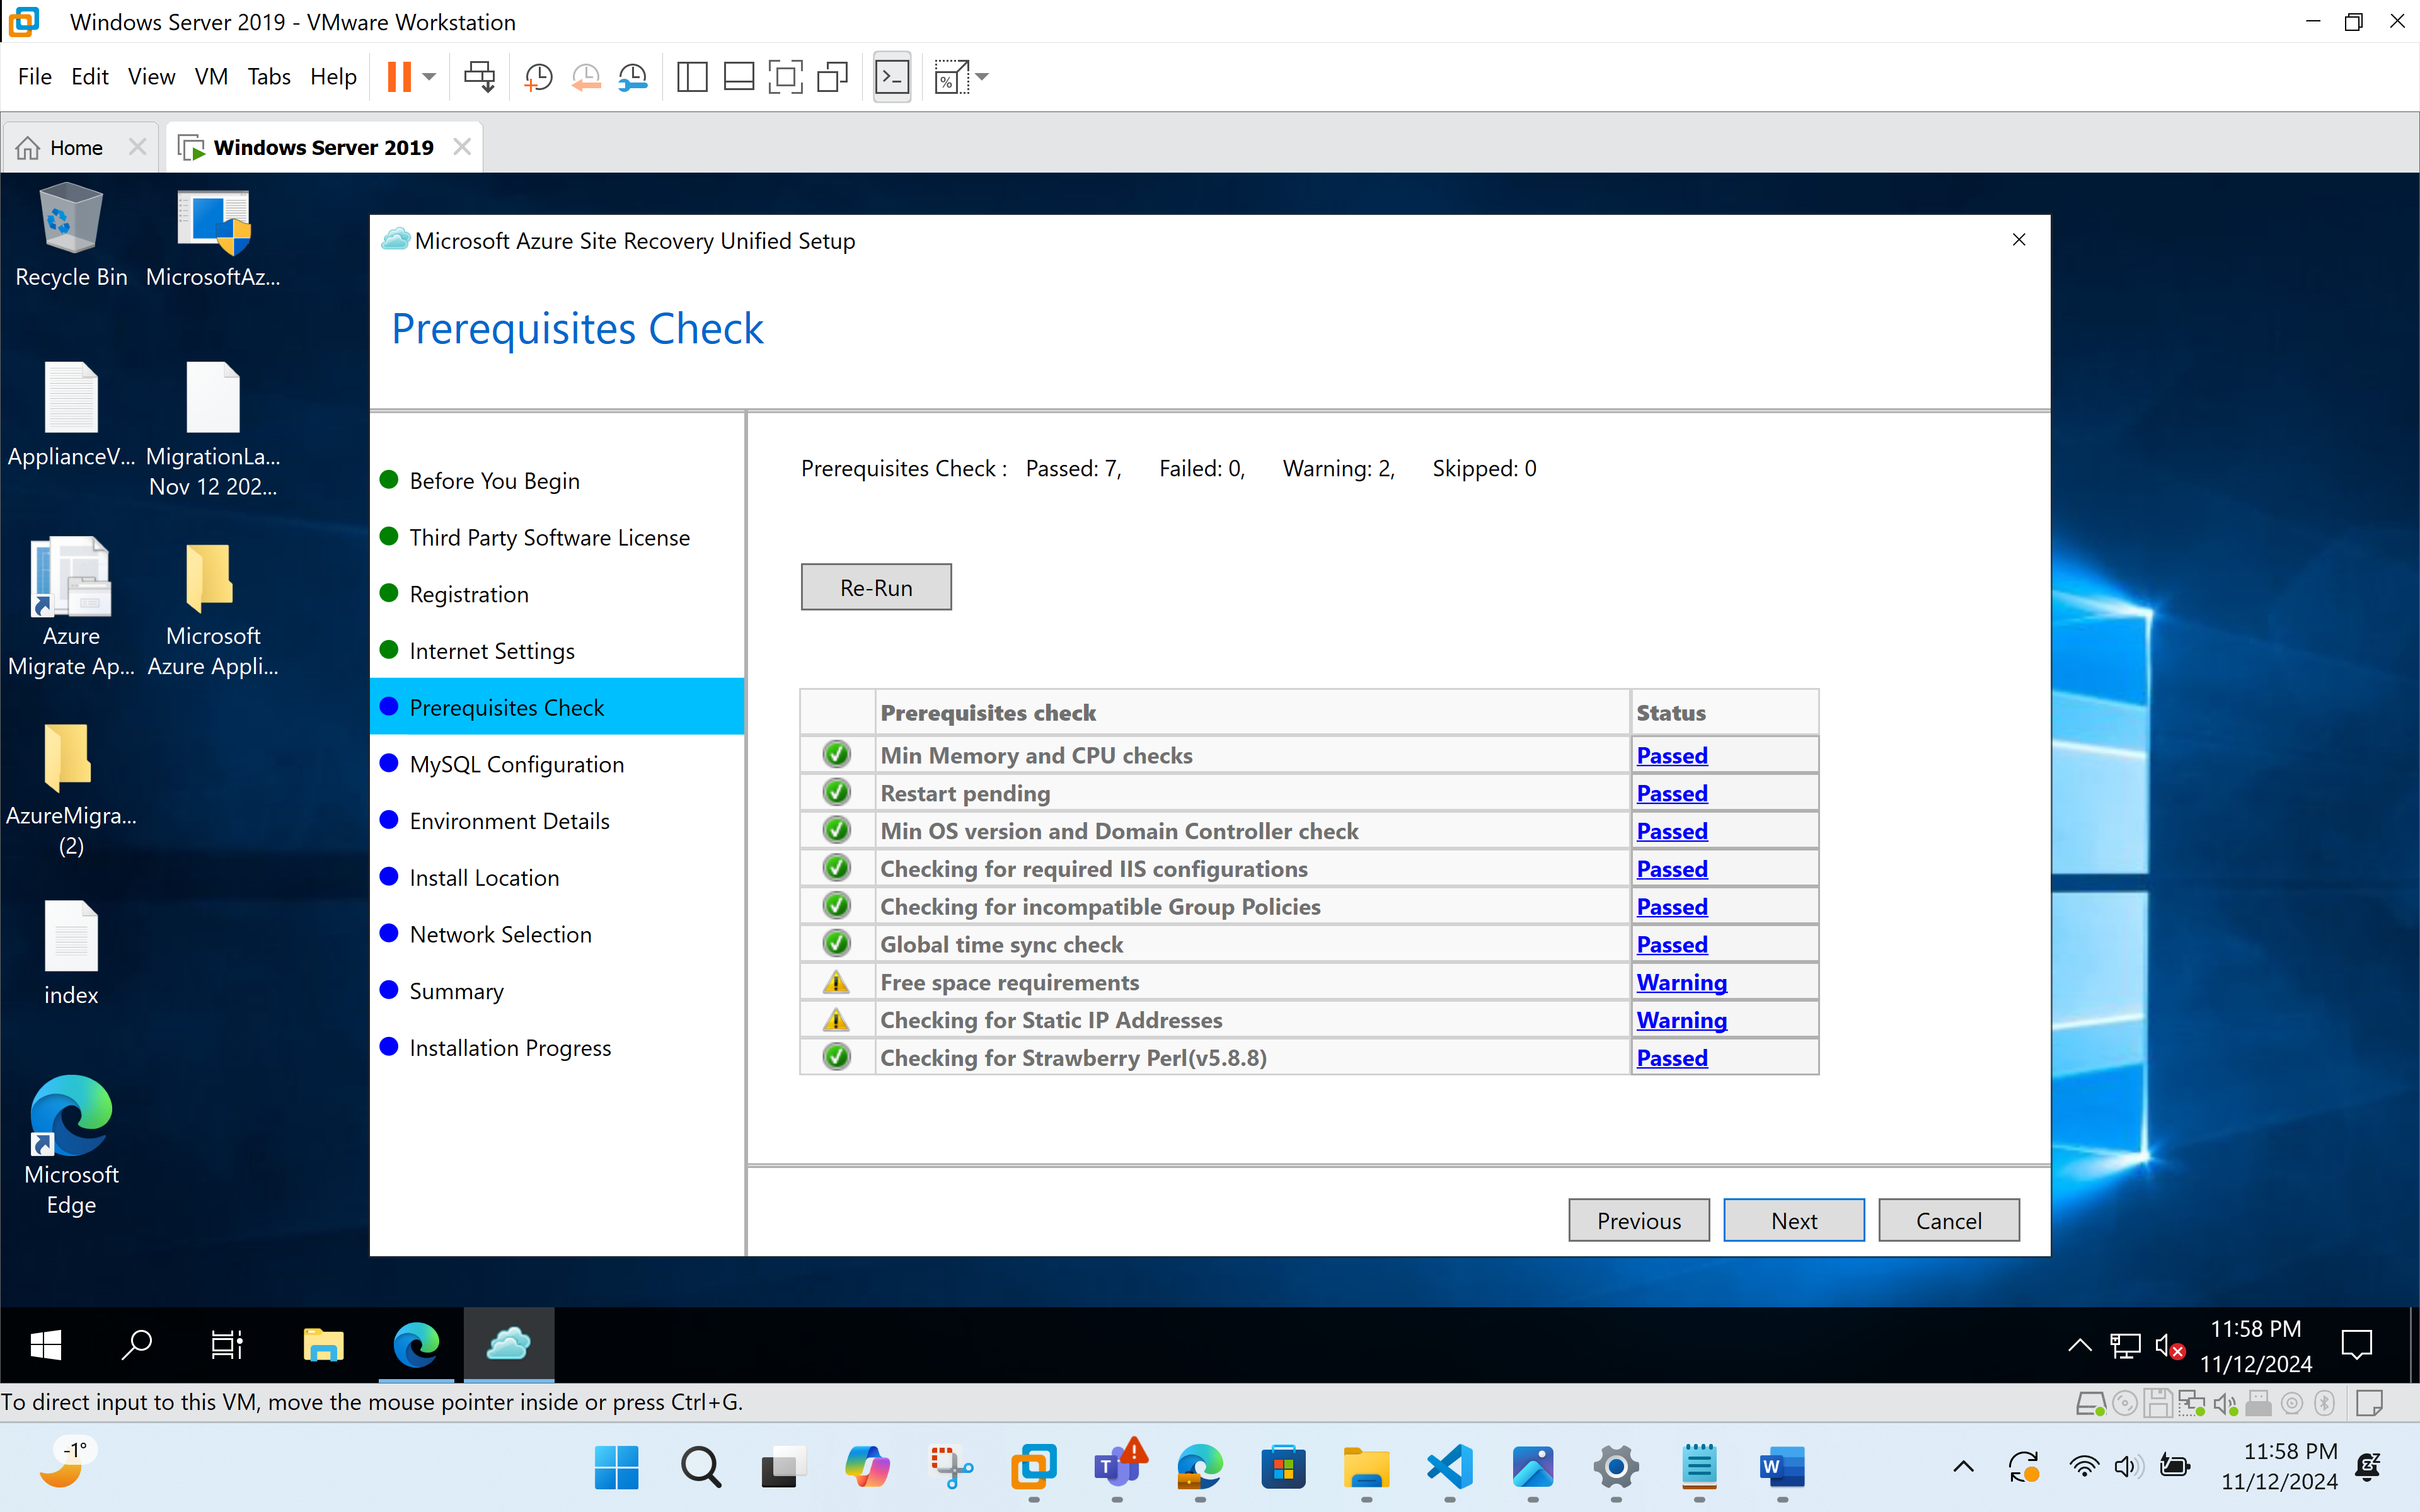 Windows Server 2019 - VMware Workstation
File Edit View VM Tabs Help
Home
Windows Server 2019
Recycle Bin
MicrosoftAz...
ApplianceV...
MigrationLa...
Nov 12 202...
Azure
Migrate Ap...
Microsoft
Azure Appli...
AzureMigra...
(2)
index
Microsoft
Edge
Microsoft Azure Site Recovery Unified Setup
Prerequisites Check
Before You Begin
Third Party Software License
Registration
Internet Settings
Prerequisites Check
MySQL Configuration
Environment Details
Install Location
Network Selection
Summary
Installation Progress
Prerequisites Check : Passed: 7, Failed: 0, Warning: 2, Skipped: 0
Re-Run
Prerequisites check Status
Min Memory and CPU checks Passed
Restart pending Passed
Min OS version and Domain Controller check Passed
Checking for required IIS configurations Passed
Checking for incompatible Group Policies Passed
Global time sync check Passed
Free space requirements Warning
Checking for Static IP Addresses Warning
Checking for Strawberry Perl(v5.8.8) Passed
Previous Next Cancel
11:58 PM
11/12/2024
To direct input to this VM, move the mouse pointer inside or press Ctrl+G.
-1°
11:58 PM
11/12/2024